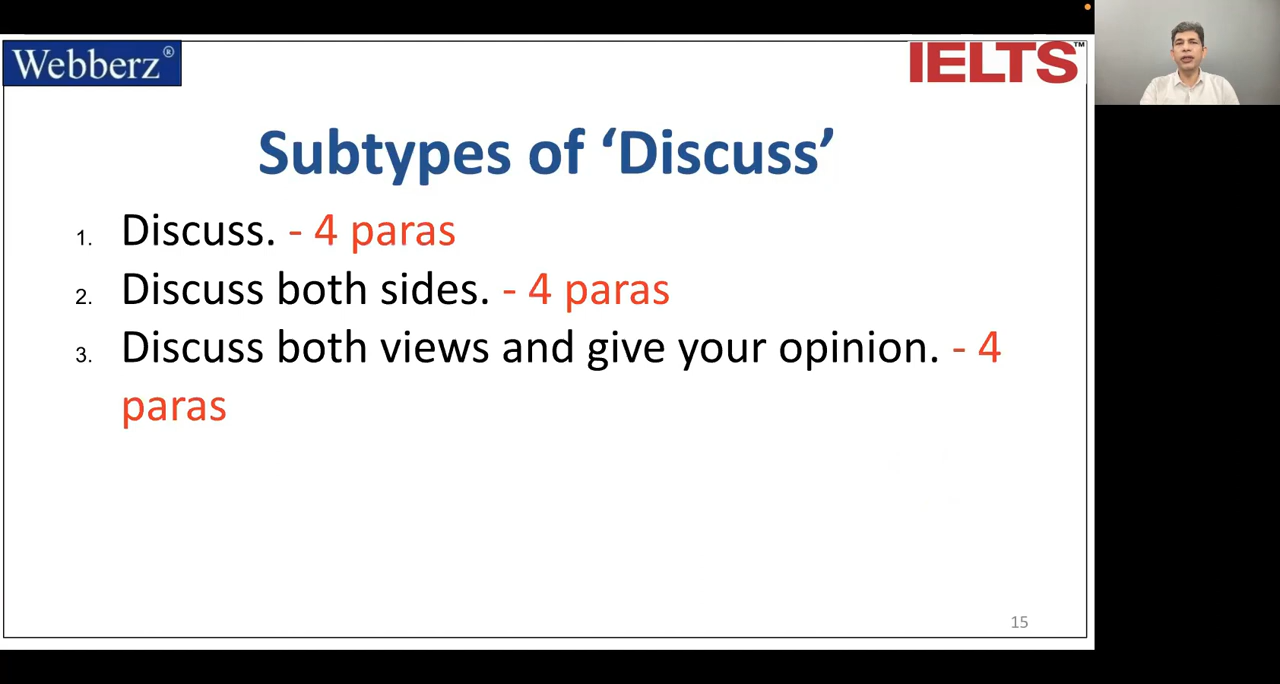 Webberz®
IELTS™
Subtypes of ‘Discuss’
1. Discuss. - 4 paras
2. Discuss both sides. - 4 paras
3. Discuss both views and give your opinion. - 4
paras
15